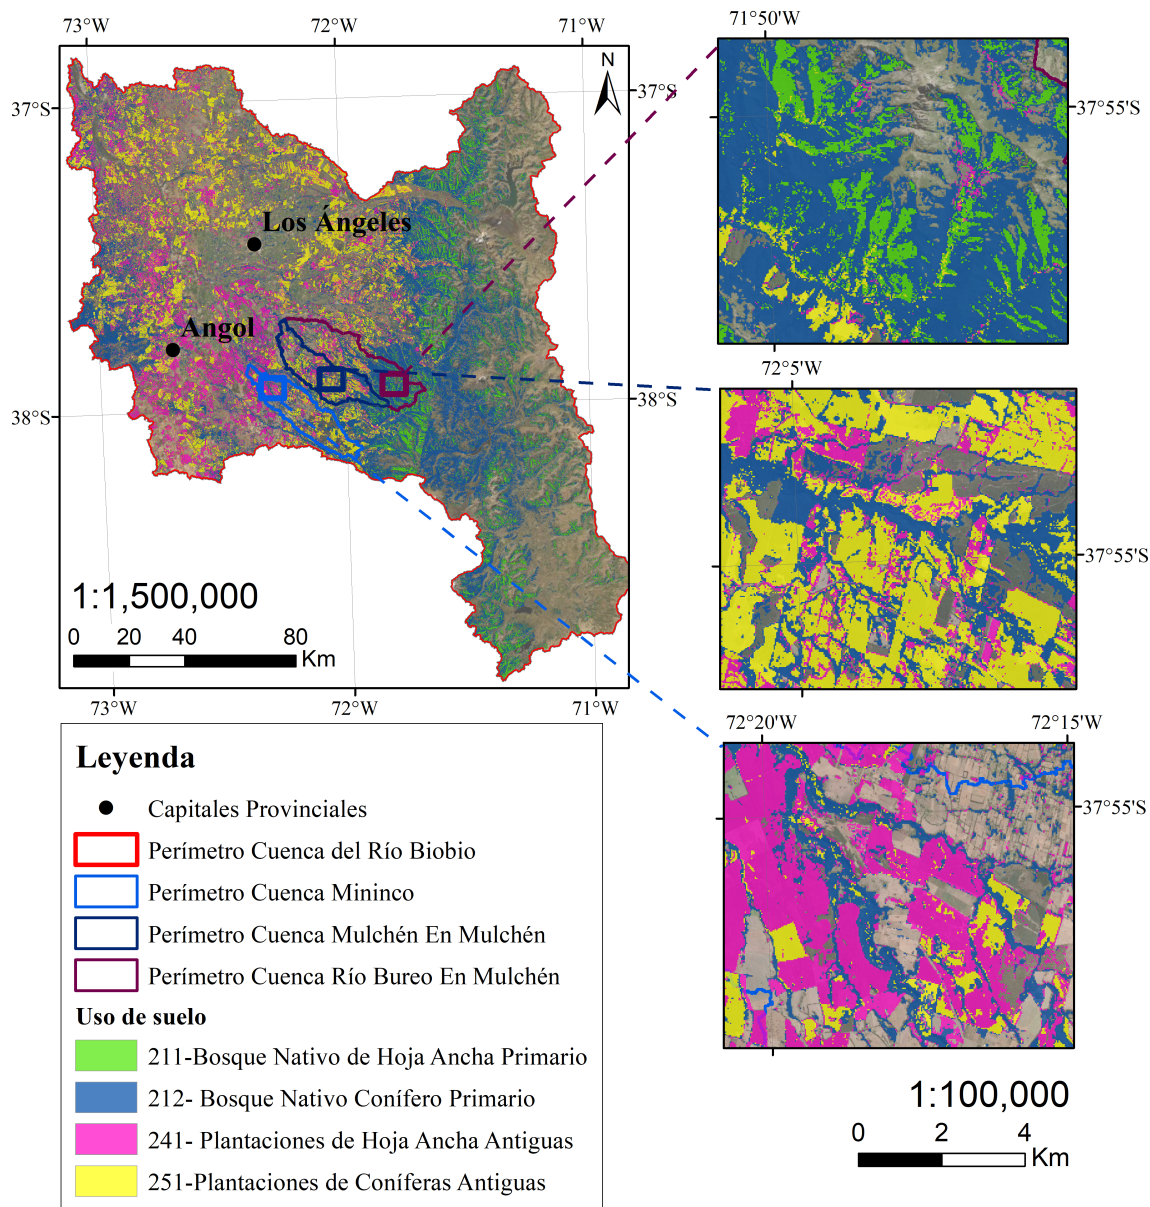 73°W
72°W
71°W
N
37°S
37°S
Los Ángeles
Angol
38°S
38°S
1:1,500,000
0 20 40 80
Km
73°W
72°W
71°W
71°50'W
37°55'S
72°5'W
37°55'S
72°20'W
72°15'W
37°55'S
1:100,000
0 2 4
Km
Leyenda
Capitales Provinciales
Perímetro Cuenca del Río Biobio
Perímetro Cuenca Mininco
Perímetro Cuenca Mulchén En Mulchén
Perímetro Cuenca Río Bureo En Mulchén
Uso de suelo
211-Bosque Nativo de Hoja Ancha Primario
212- Bosque Nativo Conífero Primario
241- Plantaciones de Hoja Ancha Antiguas
251-Plantaciones de Coníferas Antiguas